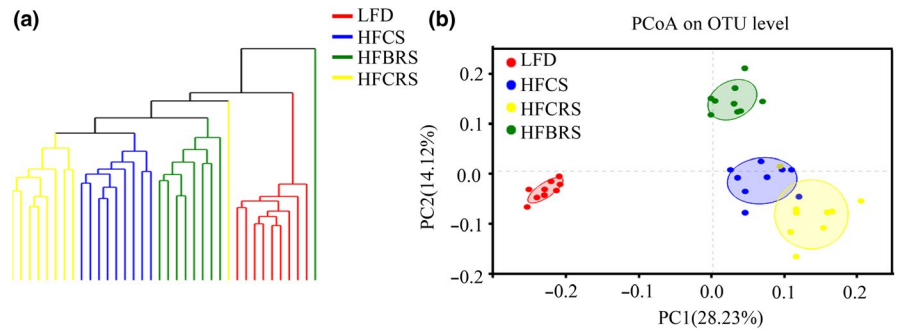 (a)
LFD
HFCS
HFBRS
HFCRS
(b)
PCoA on OTU level
LFD
HFCS
HFCRS
HFBRS
PC2(14.12%)
0.2
0.1
0.0
−0.1
−0.2
−0.2
−0.1
0.0
0.1
0.2
PC1(28.23%)